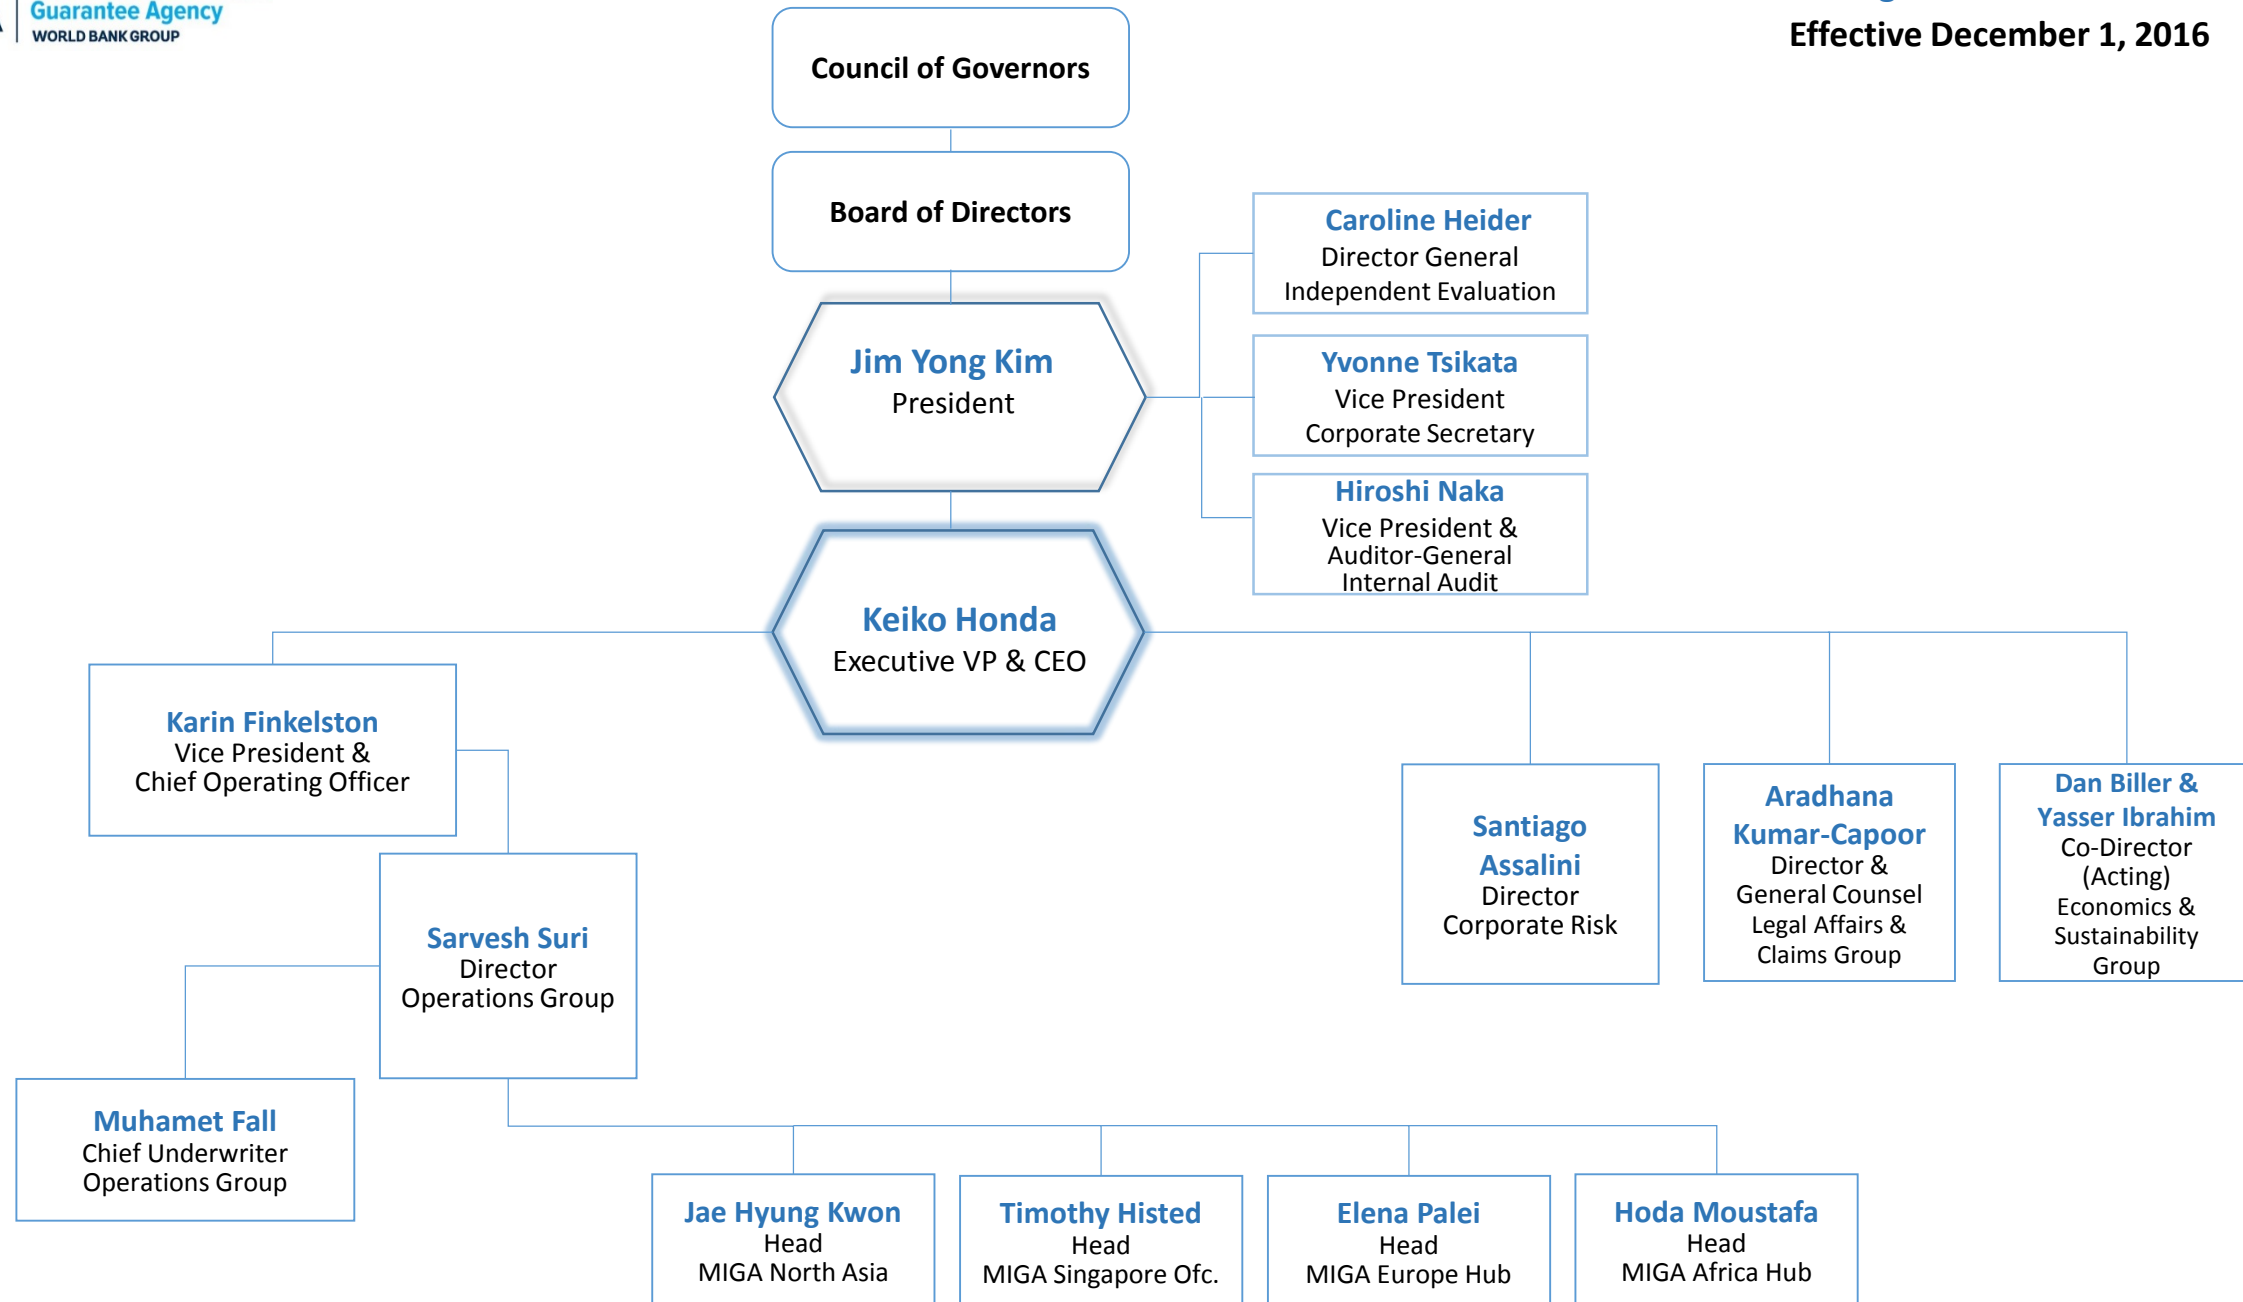 Guarantee Agency
WORLD BANK GROUP
Effective December 1, 2016
Council of Governors
Board of Directors
Caroline Heider
Director General
Independent Evaluation
Jim Yong Kim
President
Yvonne Tsikata
Vice President
Corporate Secretary
Hiroshi Naka
Vice President &
Auditor-General
Internal Audit
Keiko Honda
Executive VP & CEO
Karin Finkelston
Vice President &
Chief Operating Officer
Santiago
Assalini
Director
Corporate Risk
Aradhana
Kumar-Capoor
Director &
General Counsel
Legal Affairs &
Claims Group
Dan Biller &
Yasser Ibrahim
Co-Director
(Acting)
Economics &
Sustainability
Group
Sarvesh Suri
Director
Operations Group
Muhamet Fall
Chief Underwriter
Operations Group
Jae Hyung Kwon
Head
MIGA North Asia
Timothy Histed
Head
MIGA Singapore Ofc.
Elena Palei
Head
MIGA Europe Hub
Hoda Moustafa
Head
MIGA Africa Hub